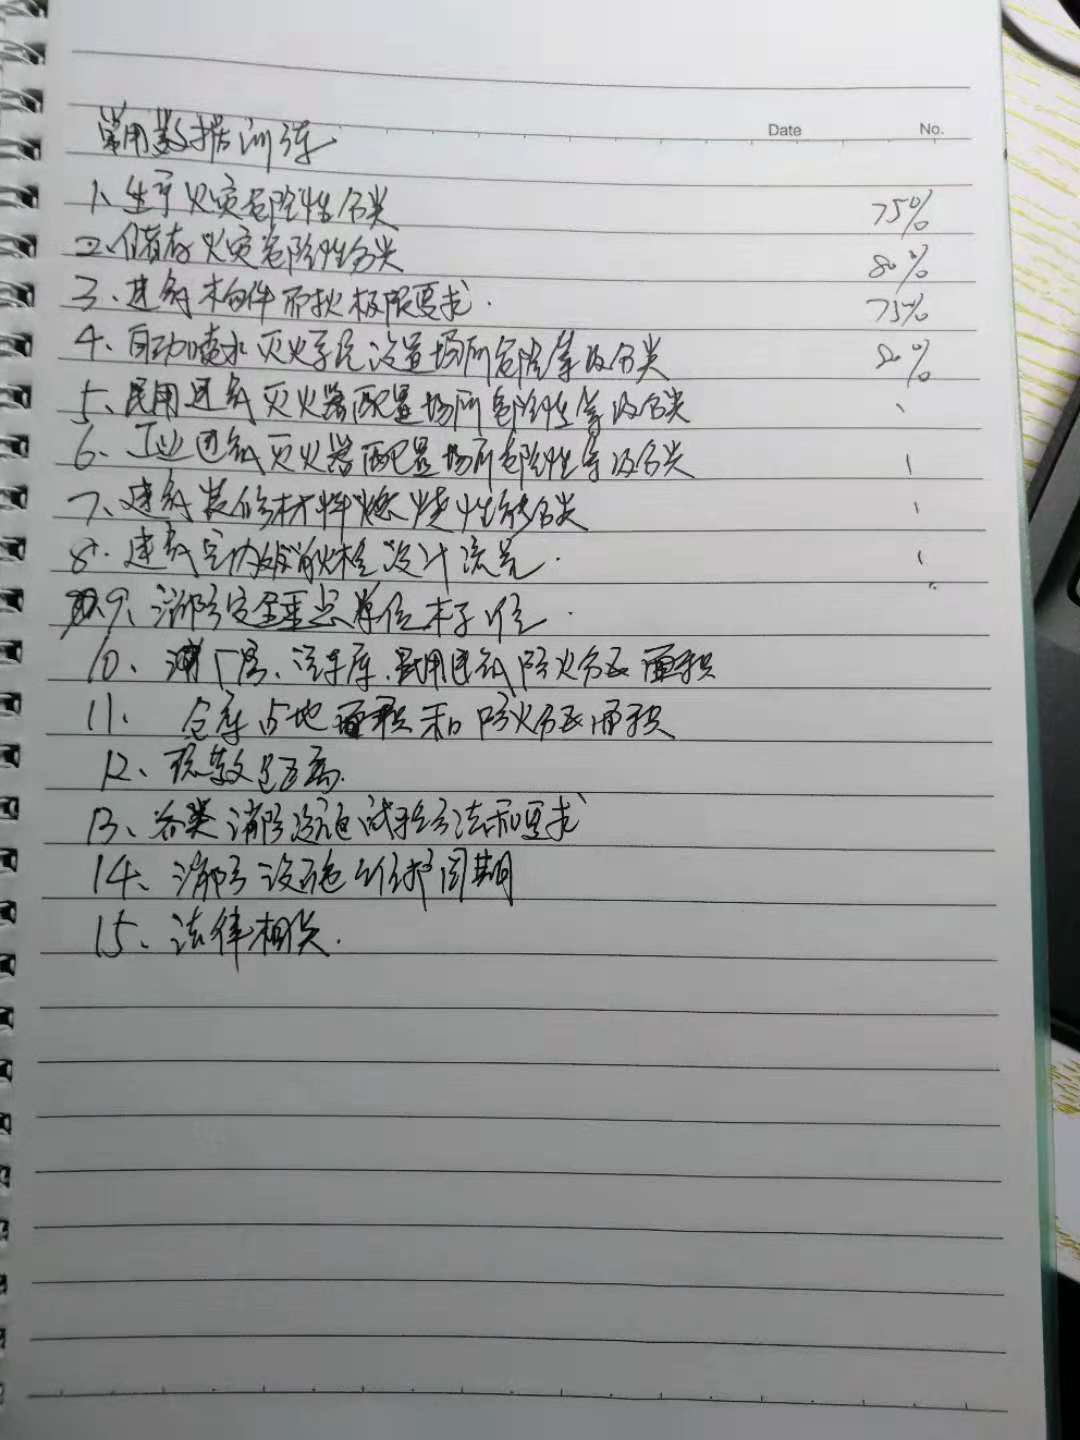 Date No.
常用数据训练
1、生产火灾危险性分类 75%
2、储存火灾危险性分类 80%
3、建筑构件耐火极限要求. 75%
4、自动喷水灭火系统设置场所危险等级分类 80%
5、民用建筑灭火器配置场所危险性等级分类
6、工业建筑灭火器配置场所危险性等级分类
7、建筑装修材料燃烧性能分类
8、建筑室内外消火栓设计流量.
9、消防安全重点单位标准.
10、厂房、汽车库、民用建筑防火分区面积
11、仓库占地面积和防火分区面积
12、疏散距离.
13、各类消防设施试验方法和要求
14、消防设施维护周期
15、法律相关.